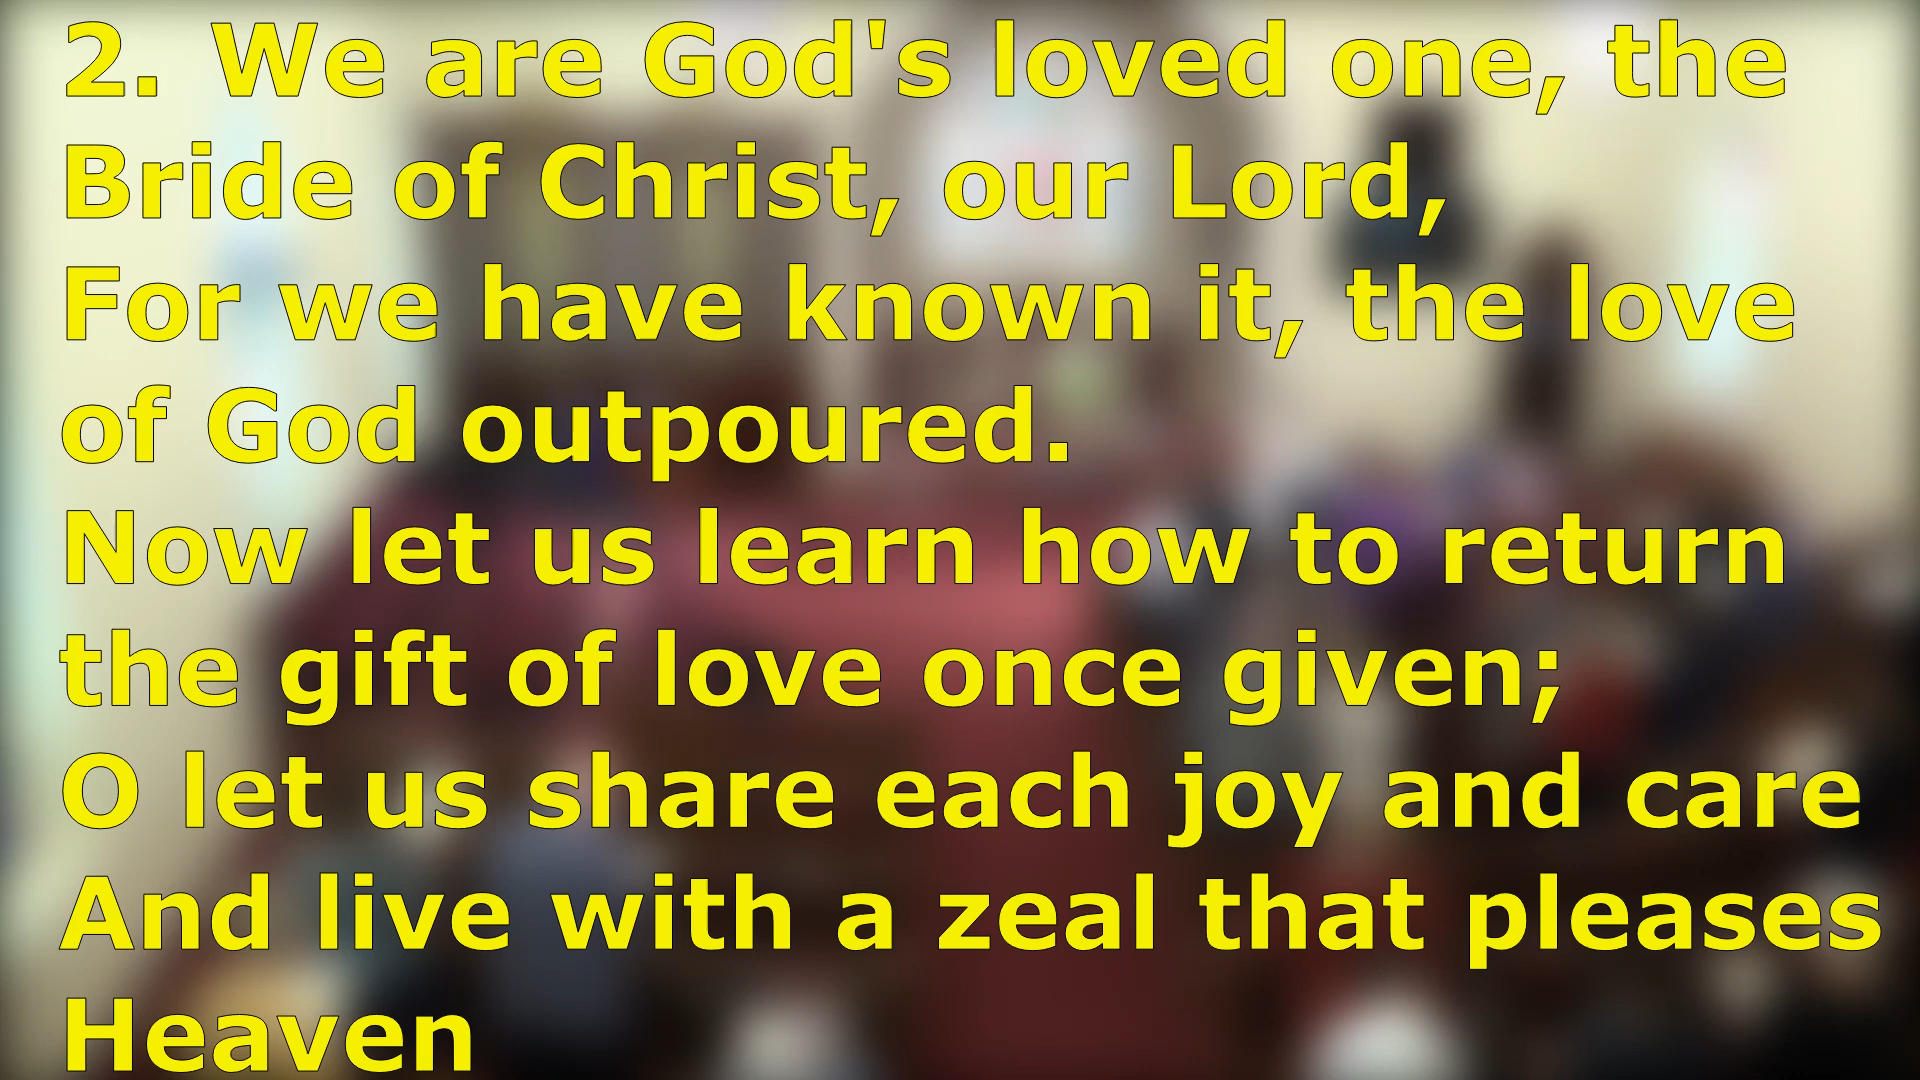 2. We are God's loved one, the
Bride of Christ, our Lord,
For we have known it, the love
of God outpoured.
Now let us learn how to return
the gift of love once given;
O let us share each joy and care
And live with a zeal that pleases
Heaven